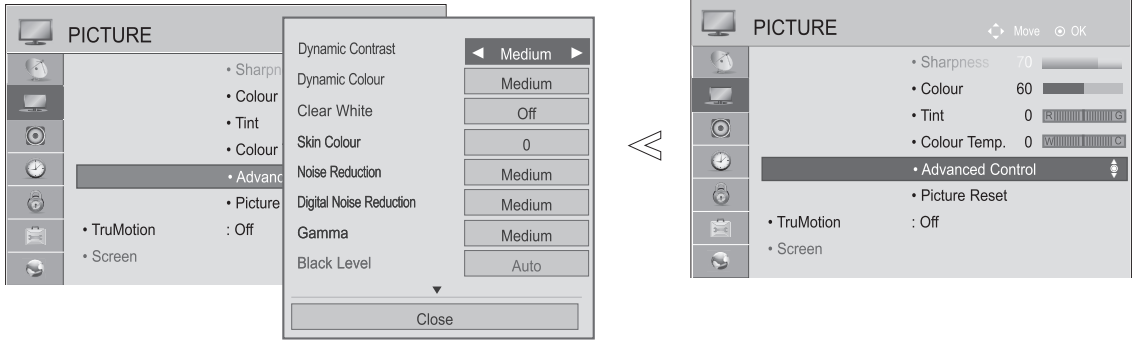 PICTURE
• Sharpn
• Colour
• Tint
• Colour
• Advanc
• Picture
• TruMotion : Off
• Screen
Dynamic Contrast ◄ Medium ►
Dynamic Colour Medium
Clear White Off
Skin Colour 0
Noise Reduction Medium
Digital Noise Reduction Medium
Gamma Medium
Black Level Auto
▼
Close
PICTURE
Move ⊙ OK
• Sharpness 70
• Colour 60
• Tint 0 R G
• Colour Temp. 0 W C
• Advanced Control
• Picture Reset
• TruMotion : Off
• Screen